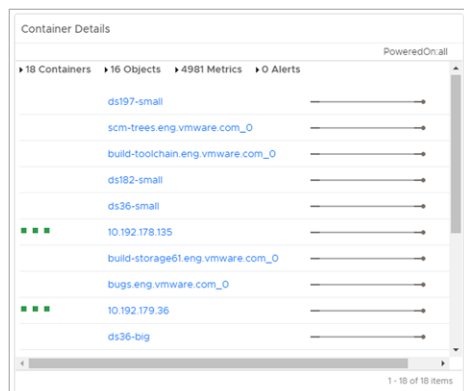 Container Details
PoweredOn:all
18 Containers 16 Objects 4981 Metrics 0 Alerts
ds197-small
scm-trees.eng.vmware.com_0
build-toolchain.eng.vmware.com_0
ds182-small
ds36-small
10.192.178.135
build-storage61.eng.vmware.com_0
bugs.eng.vmware.com_0
10.192.179.36
ds36-big
1 - 18 of 18 items